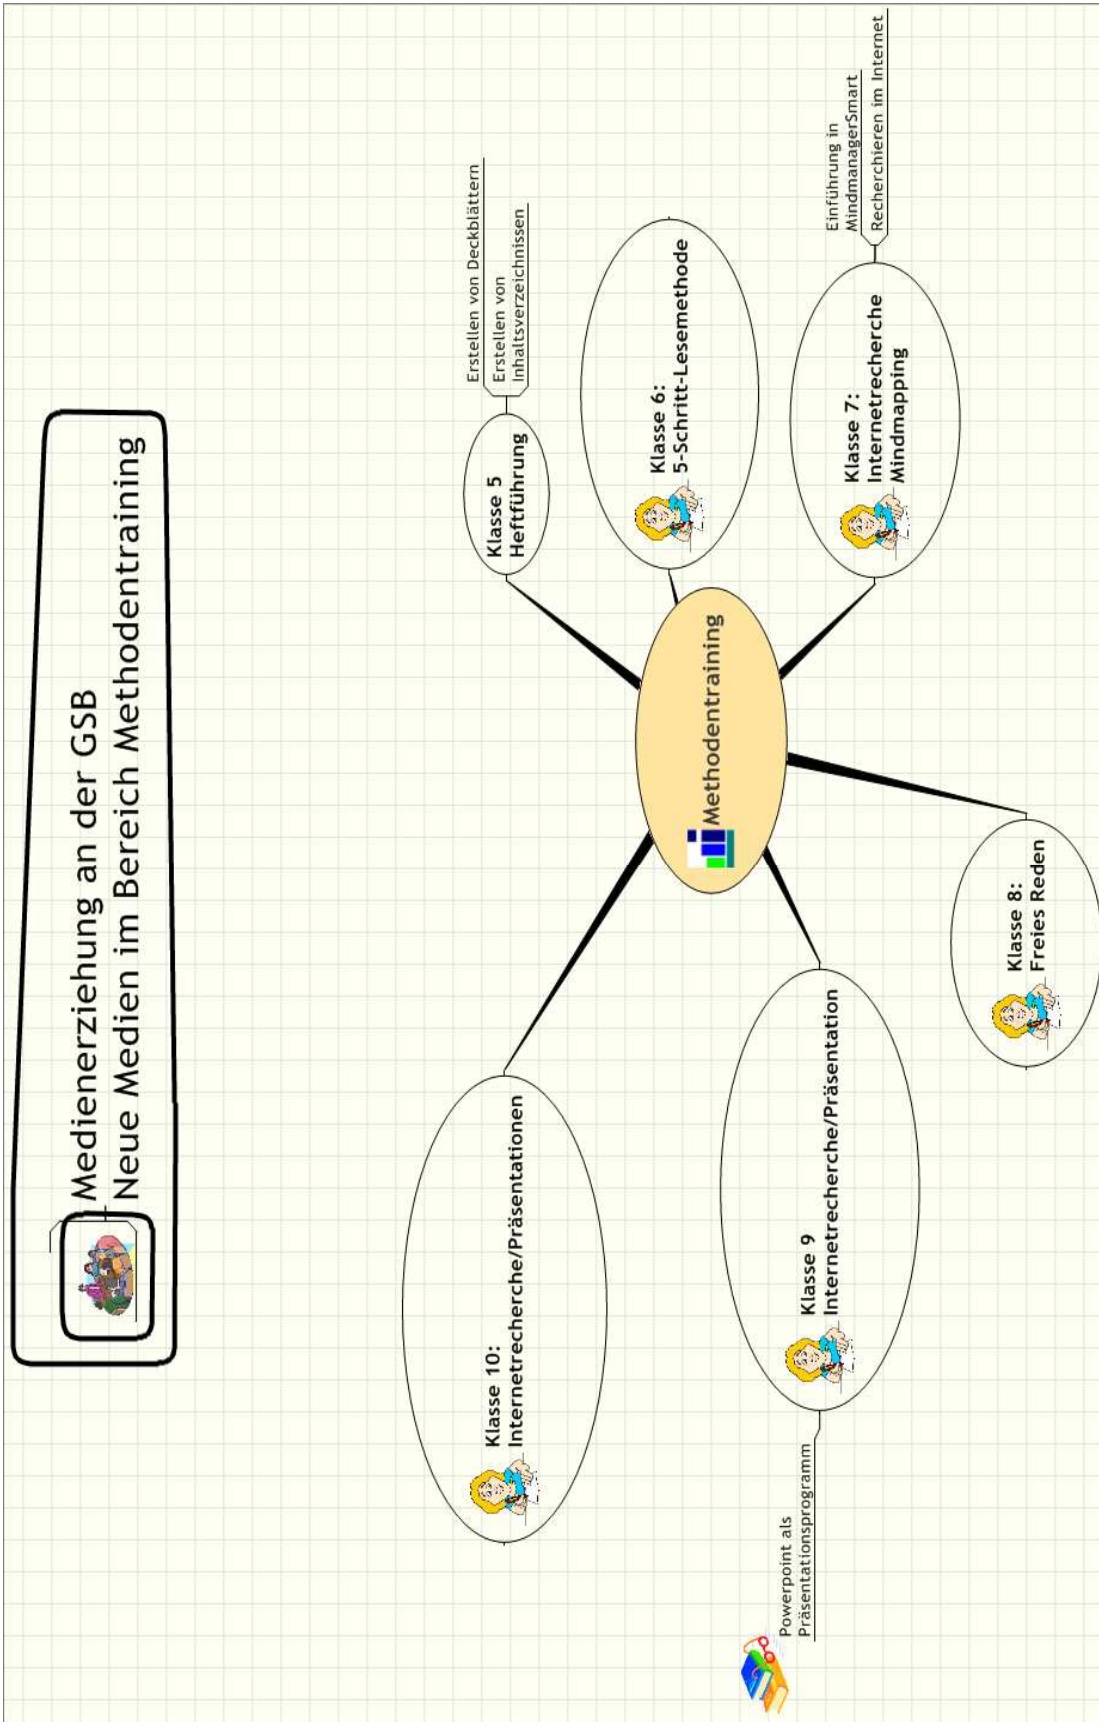 Medienerziehung an der GSB
Neue Medien im Bereich Methodentraining
Methodentraining
Klasse 5
Heftführung
Erstellen von Deckblättern
Erstellen von
Inhaltsverzeichnissen
Klasse 6:
5-Schritt-Lesemethode
Klasse 7:
Internetrecherche
Mindmapping
Einführung in
MindmanagerSmart
Recherchieren im Internet
Klasse 8:
Freies Reden
Klasse 9
Internetrecherche/Präsentation
Powerpoint als
Präsentationsprogramm
Klasse 10:
Internetrecherche/Präsentationen